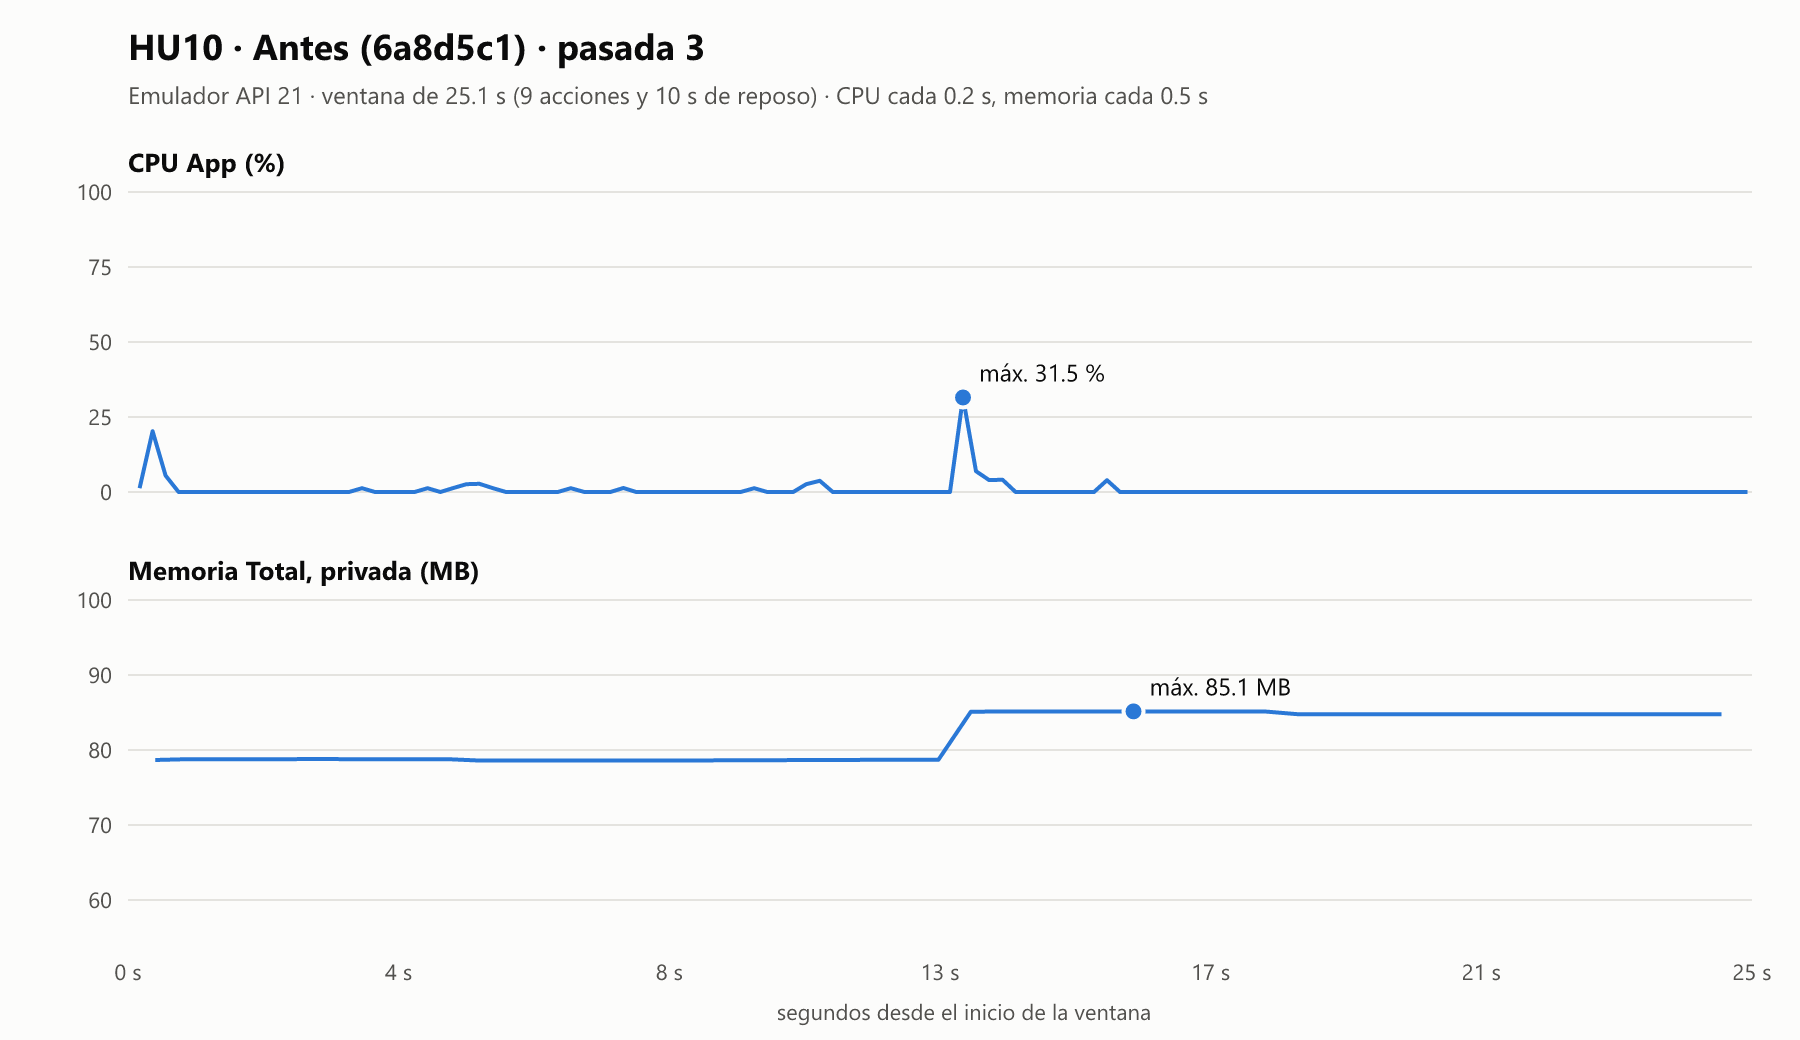 HU10 · Antes (6a8d5c1) · pasada 3
Emulador API 21 · ventana de 25.1 s (9 acciones y 10 s de reposo) · CPU cada 0.2 s, memoria cada 0.5 s
CPU App (%)
100
75
50
máx. 31.5 %
25
0
Memoria Total, privada (MB)
100
90
máx. 85.1 MB
80
70
60
0 s 4 s 8 s 13 s 17 s 21 s 25 s
segundos desde el inicio de la ventana